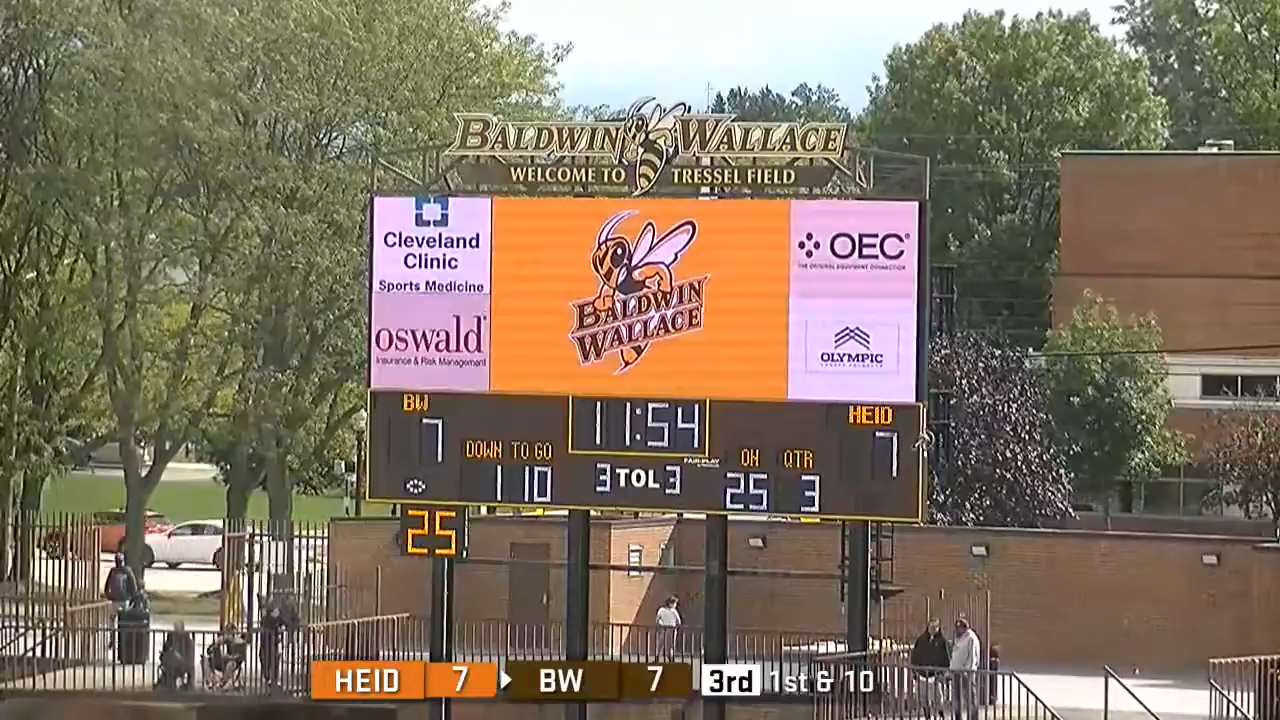 BALDWIN WALLACE
WELCOME TO TRESSEL FIELD
Cleveland
Clinic
Sports Medicine
oswald
Insurance & Risk Management
BALDWIN
WALLACE
OEC
THE ORIGINAL EQUIPMENT CONNECTION
OLYMPIC
BW
7
11:54
HEID
7
DOWN TO GO
1 10
3 TOL 3
FAIR-PLAY
ON QTR
25 3
25
HEID 7 BW 7 3rd 1st & 10